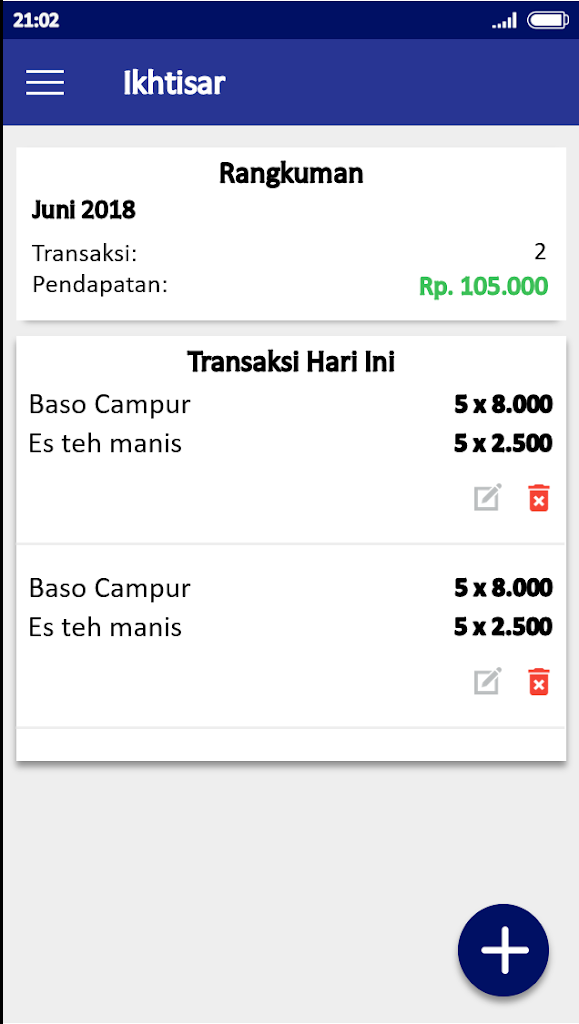 21:02
Ikhtisar
Rangkuman
Juni 2018
Transaksi: 2
Pendapatan: Rp. 105.000
Transaksi Hari Ini
Baso Campur 5 x 8.000
Es teh manis 5 x 2.500
Baso Campur 5 x 8.000
Es teh manis 5 x 2.500